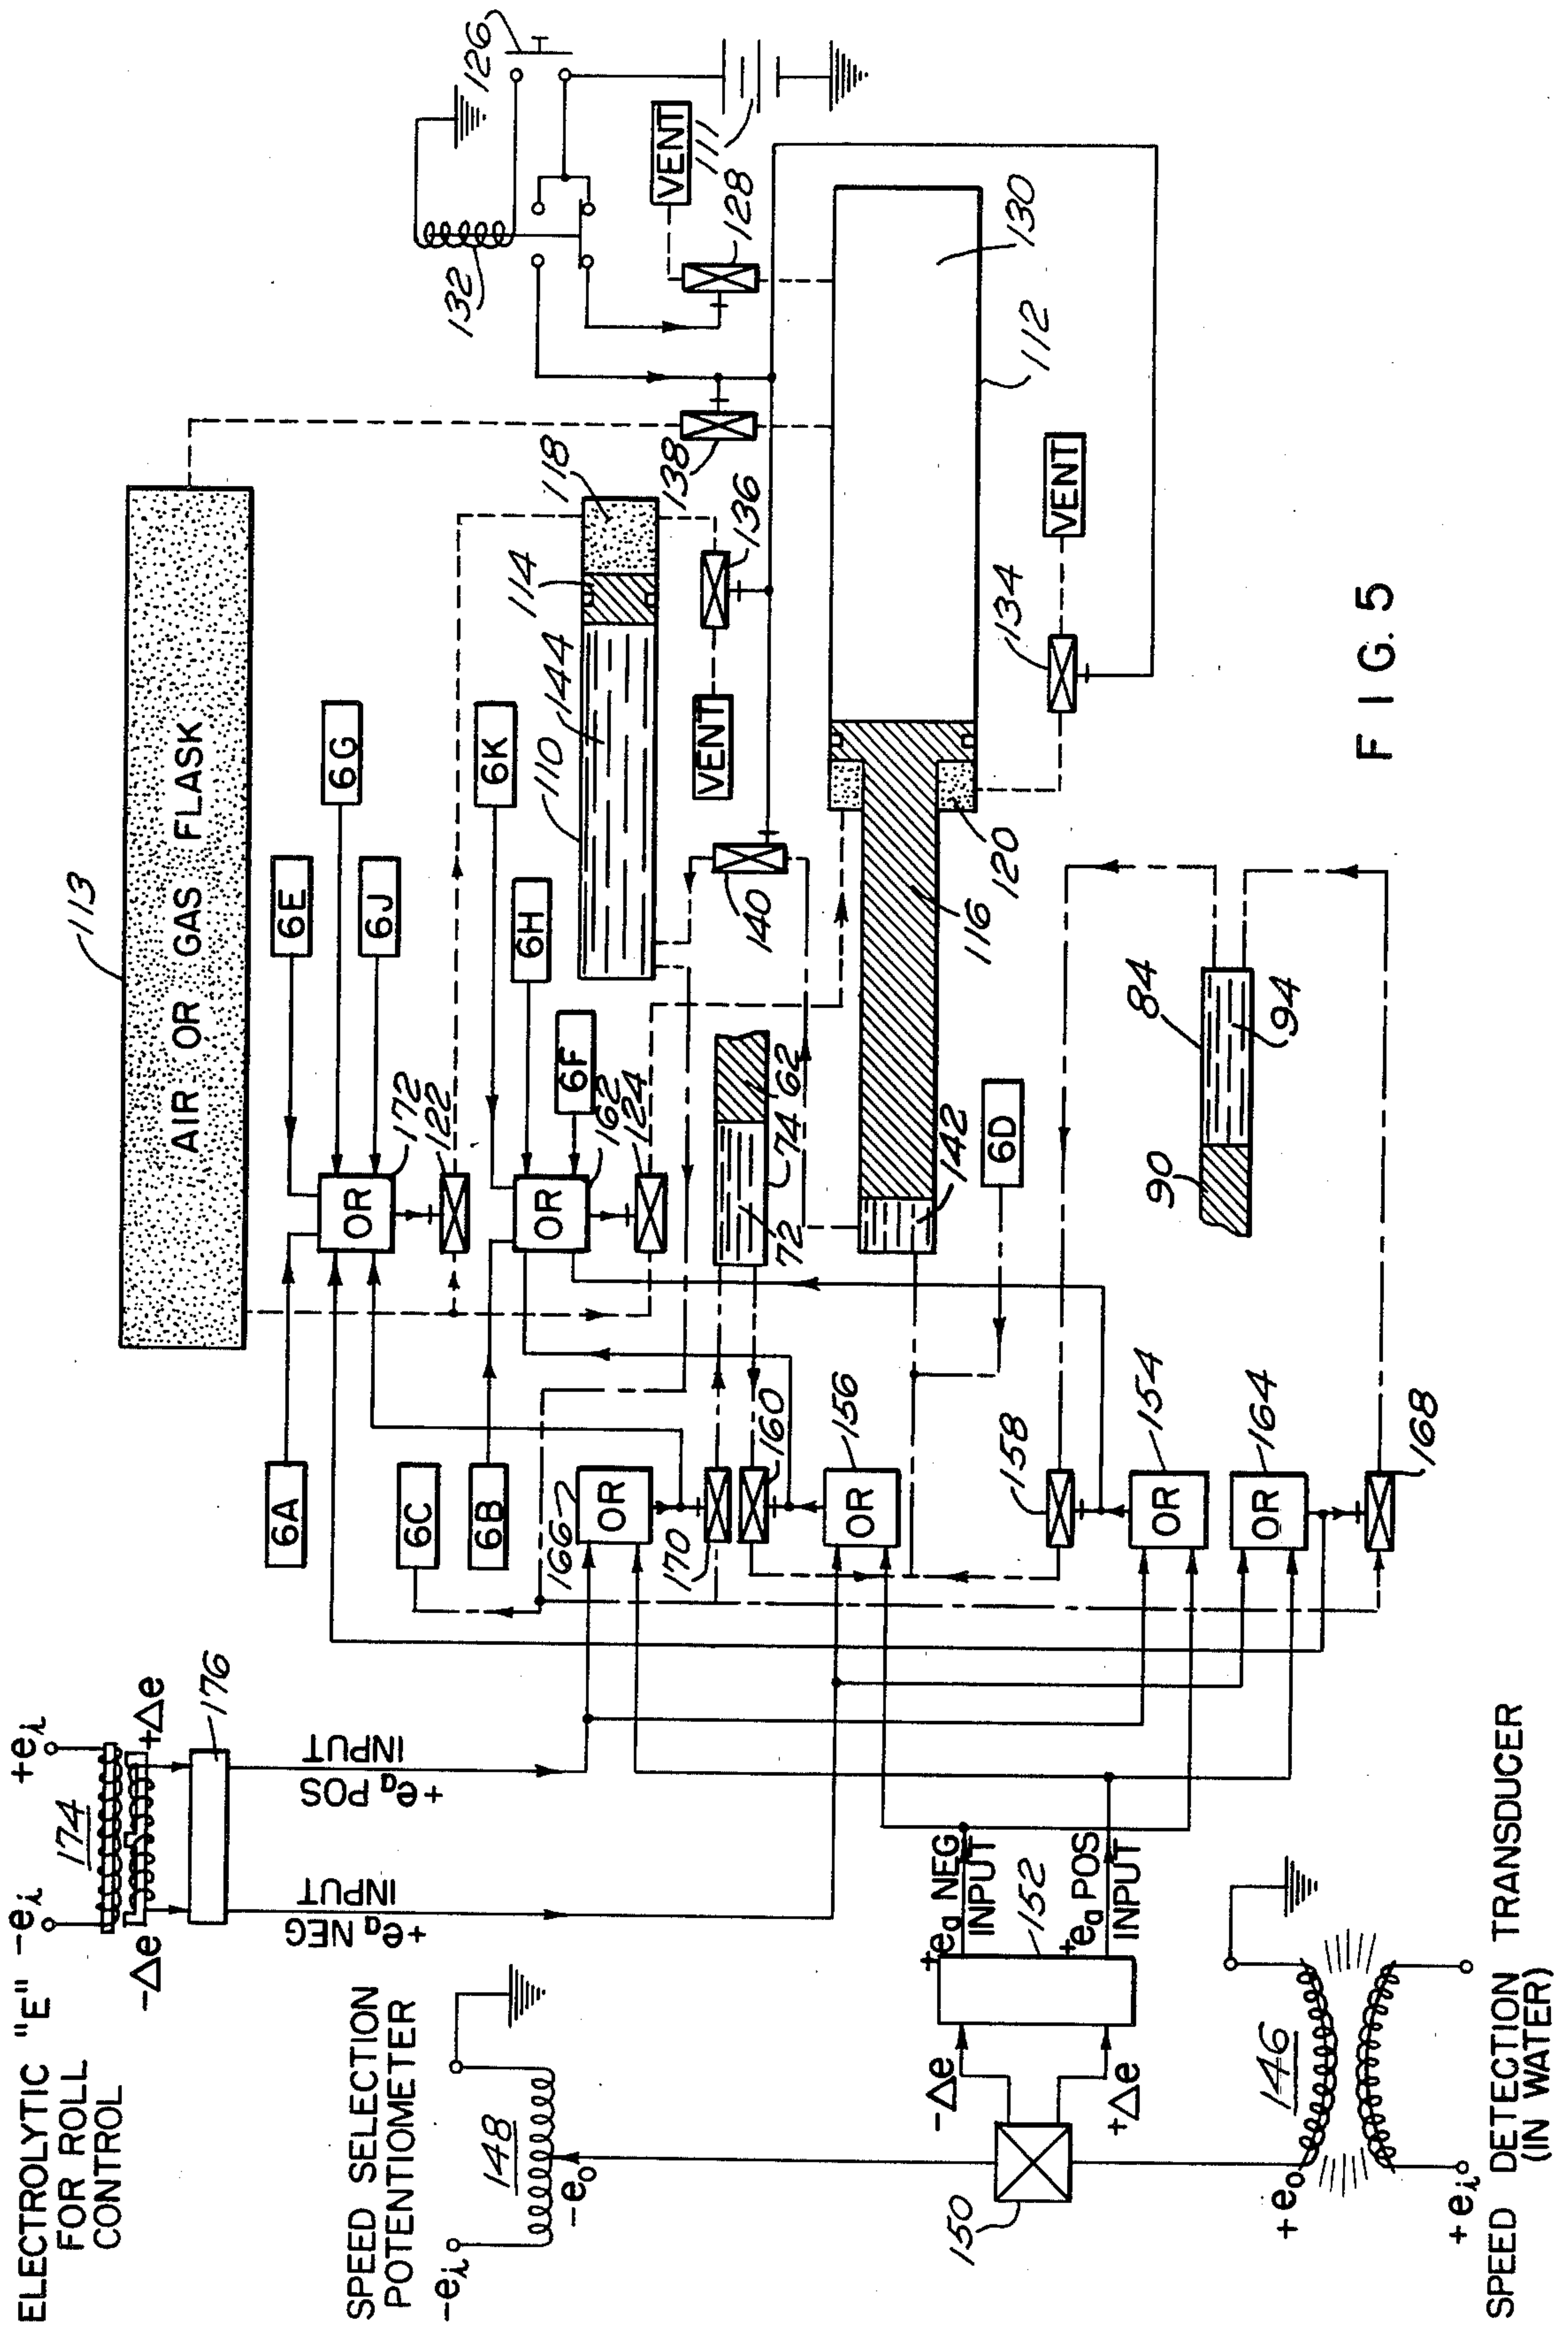 ELECTROLYTIC "E"
FOR ROLL
CONTROL
-ei
+ei
174
-Δe
+Δe
176
+ea NEG
INPUT
+ea POS
INPUT
SPEED SELECTION
POTENTIOMETER
-ei
148
-eo
150
-Δe
+Δe
+ea NEG
INPUT
152
+ea POS
INPUT
+eo
146
+ei
SPEED DETECTION TRANSDUCER
(IN WATER)
113
AIR OR GAS FLASK
6A
6E
6G
6J
OR
172
122
6C
6B
6K
6H
6F
OR
162
124
166
OR
170
160
OR
156
158
OR
154
OR
164
168
110
144
114
118
VENT
136
138
140
74
62
72
142
6D
116
120
134
VENT
112
130
128
VENT
111
132
126
84
94
90
FIG. 5